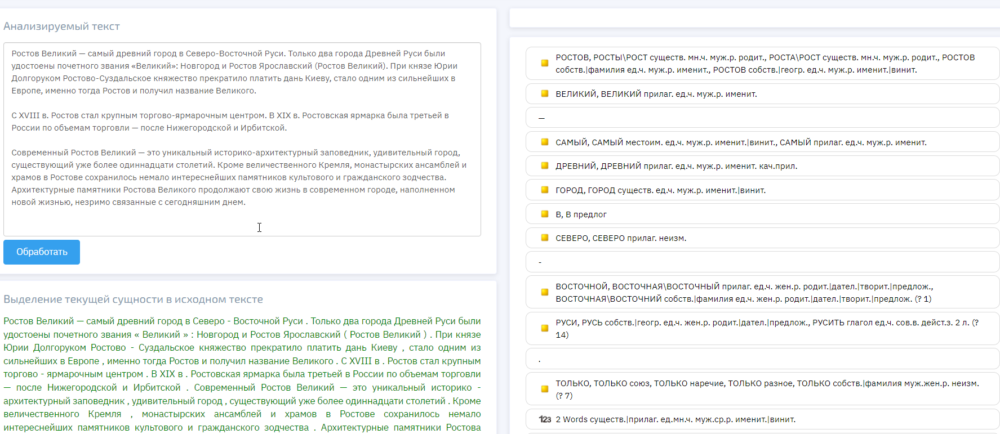 Анализируемый текст
Ростов Великий — самый древний город в Северо-Восточной Руси. Только два города Древней Руси были
удостоены почетного звания «Великий»: Новгород и Ростов Ярославский (Ростов Великий). При князе Юрии
Долгоруком Ростово-Суздальское княжество прекратило платить дань Киеву, стало одним из сильнейших в
Европе, именно тогда Ростов и получил название Великого.
С XVIII в. Ростов стал крупным торгово-ярмарочным центром. В XIX в. Ростовская ярмарка была третьей в
России по объемам торговли — после Нижегородской и Ирбитской.
Современный Ростов Великий — это уникальный историко-архитектурный заповедник, удивительный город,
существующий уже более одиннадцати столетий. Кроме величественного Кремля, монастырских ансамблей и
храмов в Ростове сохранилось немало интереснейших памятников культового и гражданского зодчества.
Архитектурные памятники Ростова Великого продолжают свою жизнь в современном городе, наполненном
новой жизнью, незримо связанные с сегодняшним днем.
Обработать
Выделение текущей сущности в исходном тексте
Ростов Великий — самый древний город в Северо - Восточной Руси . Только два города Древней Руси были
удостоены почетного звания « Великий » : Новгород и Ростов Ярославский ( Ростов Великий ) . При князе
Юрии Долгоруком Ростово - Суздальское княжество прекратило платить дань Киеву , стало одним из
сильнейших в Европе , именно тогда Ростов и получил название Великого . С XVIII в . Ростов стал крупным
торгово - ярмарочным центром . В XIX в . Ростовская ярмарка была третьей в России по объемам торговли
— после Нижегородской и Ирбитской . Современный Ростов Великий — это уникальный историко -
архитектурный заповедник , удивительный город , существующий уже более одиннадцати столетий . Кроме
величественного Кремля , монастырских ансамблей и храмов в Ростове сохранилось немало
интереснейших памятников культового и гражданского зодчества . Архитектурные памятники Ростова
РОСТОВ, РОСТЫ\РОСТ существ. мн.ч. муж.р. родит., РОСТА\РОСТ существ. мн.ч. муж.р. родит., РОСТОВ
собств.|фамилия ед.ч. муж.р. именит., РОСТОВ собств.|геогр. ед.ч. муж.р. именит.|винит.
ВЕЛИКИЙ, ВЕЛИКИЙ прилаг. ед.ч. муж.р. именит.
—
САМЫЙ, САМЫЙ местоим. ед.ч. муж.р. именит.|винит., САМЫЙ прилаг. ед.ч. муж.р. именит.
ДРЕВНИЙ, ДРЕВНИЙ прилаг. ед.ч. муж.р. именит. кач.прил.
ГОРОД, ГОРОД существ. ед.ч. муж.р. именит.|винит.
В, В предлог
СЕВЕРО, СЕВЕРО прилаг. неизм.
-
ВОСТОЧНОЙ, ВОСТОЧНАЯ\ВОСТОЧНЫЙ прилаг. ед.ч. жен.р. родит.|дател.|творит.|предлож.,
ВОСТОЧНАЯ\ВОСТОЧНИЙ собств.|фамилия ед.ч. жен.р. родит.|дател.|творит.|предлож. (? 1)
РУСИ, РУСЬ собств.|геогр. ед.ч. жен.р. родит.|дател.|предлож., РУСИТЬ глагол ед.ч. сов.в. дейст.з. 2 л. (?
14)
.
ТОЛЬКО, ТОЛЬКО союз, ТОЛЬКО наречие, ТОЛЬКО разное, ТОЛЬКО собств.|фамилия муж.жен.р. неизм.
(? 7)
123 2 Words существ.|прилаг. ед.мн.ч. муж.ср.р. именит.|винит.